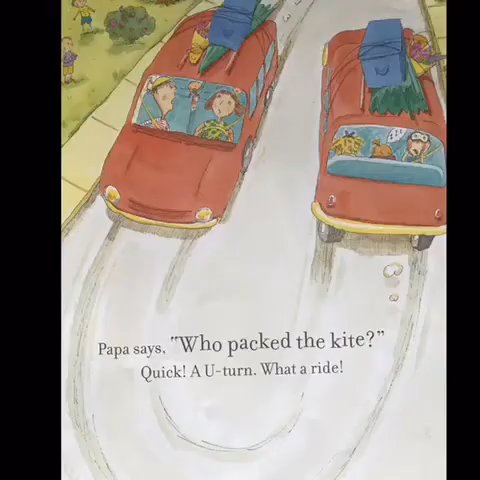 Papa says, "Who packed the kite?"
Quick! A U-turn. What a ride!